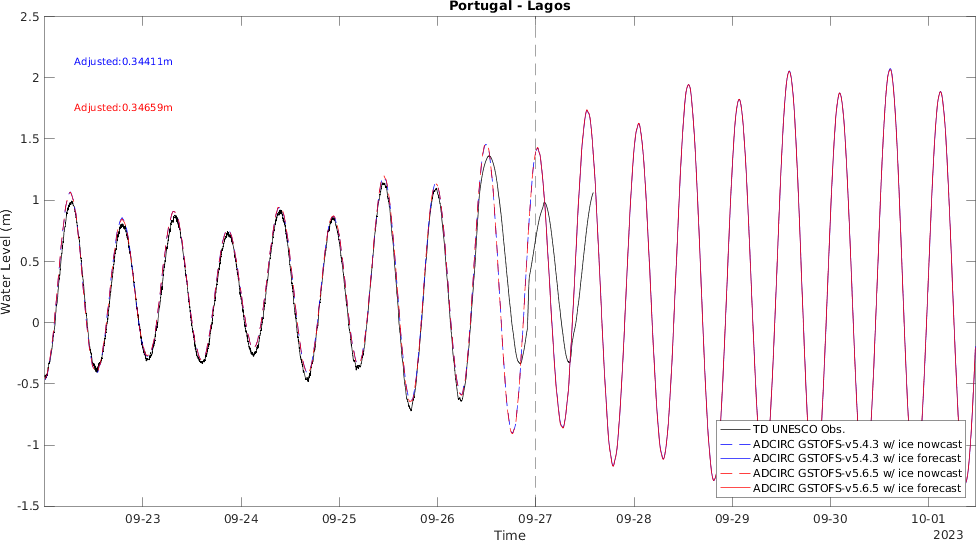 Portugal - Lagos
2.5
2
1.5
1
0.5
0
-0.5
-1
-1.5
Water Level (m)
Adjusted:0.34411m
Adjusted:0.34659m
TD UNESCO Obs.
ADCIRC GSTOFS-v5.4.3 w/ ice nowcast
ADCIRC GSTOFS-v5.4.3 w/ ice forecast
ADCIRC GSTOFS-v5.6.5 w/ ice nowcast
ADCIRC GSTOFS-v5.6.5 w/ ice forecast
09-23 09-24 09-25 09-26 09-27 09-28 09-29 09-30 10-01
Time
2023